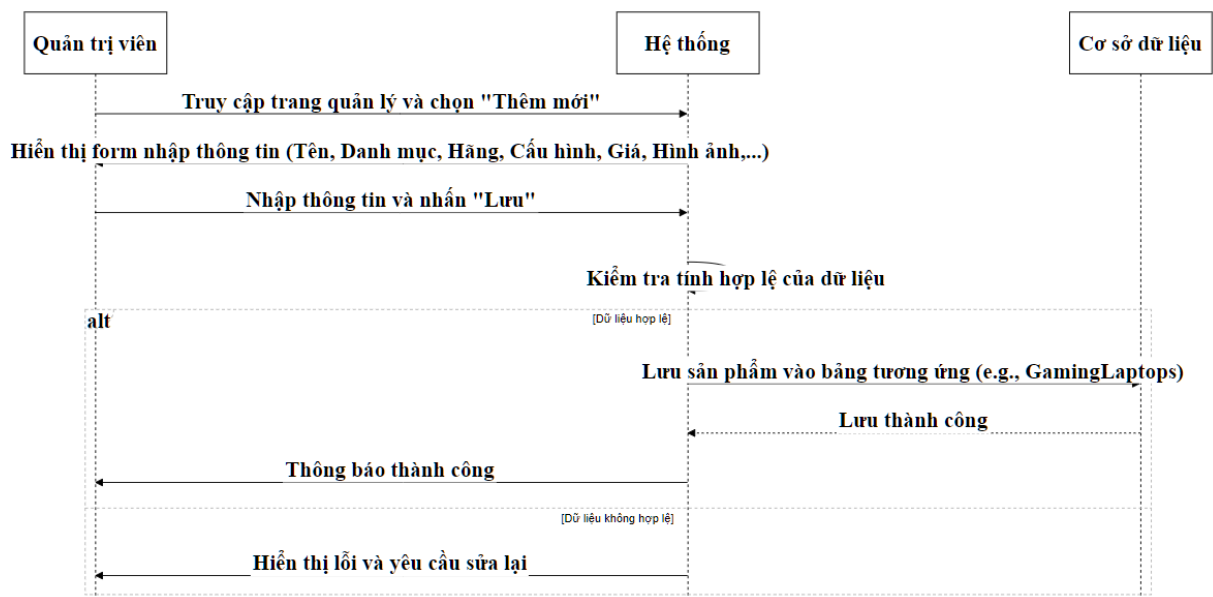 Quản trị viên
Hệ thống
Cơ sở dữ liệu
Truy cập trang quản lý và chọn "Thêm mới"
Hiển thị form nhập thông tin (Tên, Danh mục, Hãng, Cấu hình, Giá, Hình ảnh,...)
Nhập thông tin và nhấn "Lưu"
Kiểm tra tính hợp lệ của dữ liệu
alt
[Dữ liệu hợp lệ]
Lưu sản phẩm vào bảng tương ứng (e.g., GamingLaptops)
Lưu thành công
Thông báo thành công
[Dữ liệu không hợp lệ]
Hiển thị lỗi và yêu cầu sửa lại